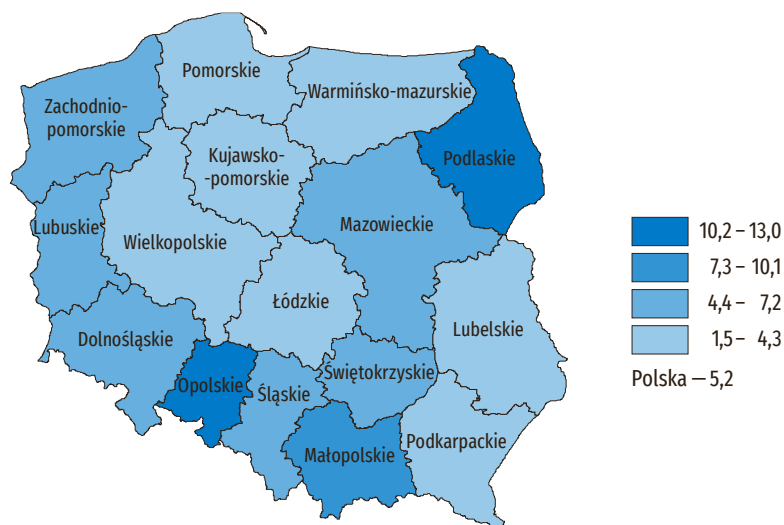 Pomorskie
Warmińsko-mazurskie
Zachodnio-
pomorskie
Kujawsko-
-pomorskie
Podlaskie
Lubuskie
Wielkopolskie
Mazowieckie
Łódzkie
Dolnośląskie
Lubelskie
Opolskie
Śląskie
Świętokrzyskie
Małopolskie
Podkarpackie
10,2 – 13,0
7,3 – 10,1
4,4 – 7,2
1,5 – 4,3
Polska – 5,2